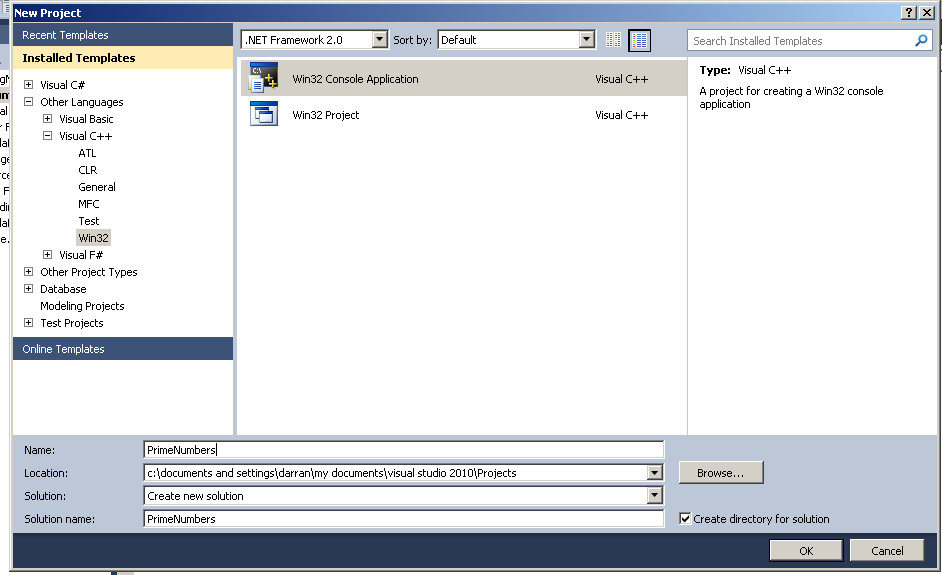 New Project
Recent Templates
Installed Templates
Visual C#
Other Languages
Visual Basic
Visual C++
ATL
CLR
General
MFC
Test
Win32
Visual F#
Other Project Types
Database
Modeling Projects
Test Projects
Online Templates
.NET Framework 2.0 Sort by: Default
Win32 Console Application Visual C++
Win32 Project Visual C++
Search Installed Templates
Type: Visual C++
A project for creating a Win32 console
application
Name: PrimeNumbers
Location: c:\documents and settings\darran\my documents\visual studio 2010\Projects Browse...
Solution: Create new solution
Solution name: PrimeNumbers Create directory for solution
OK Cancel